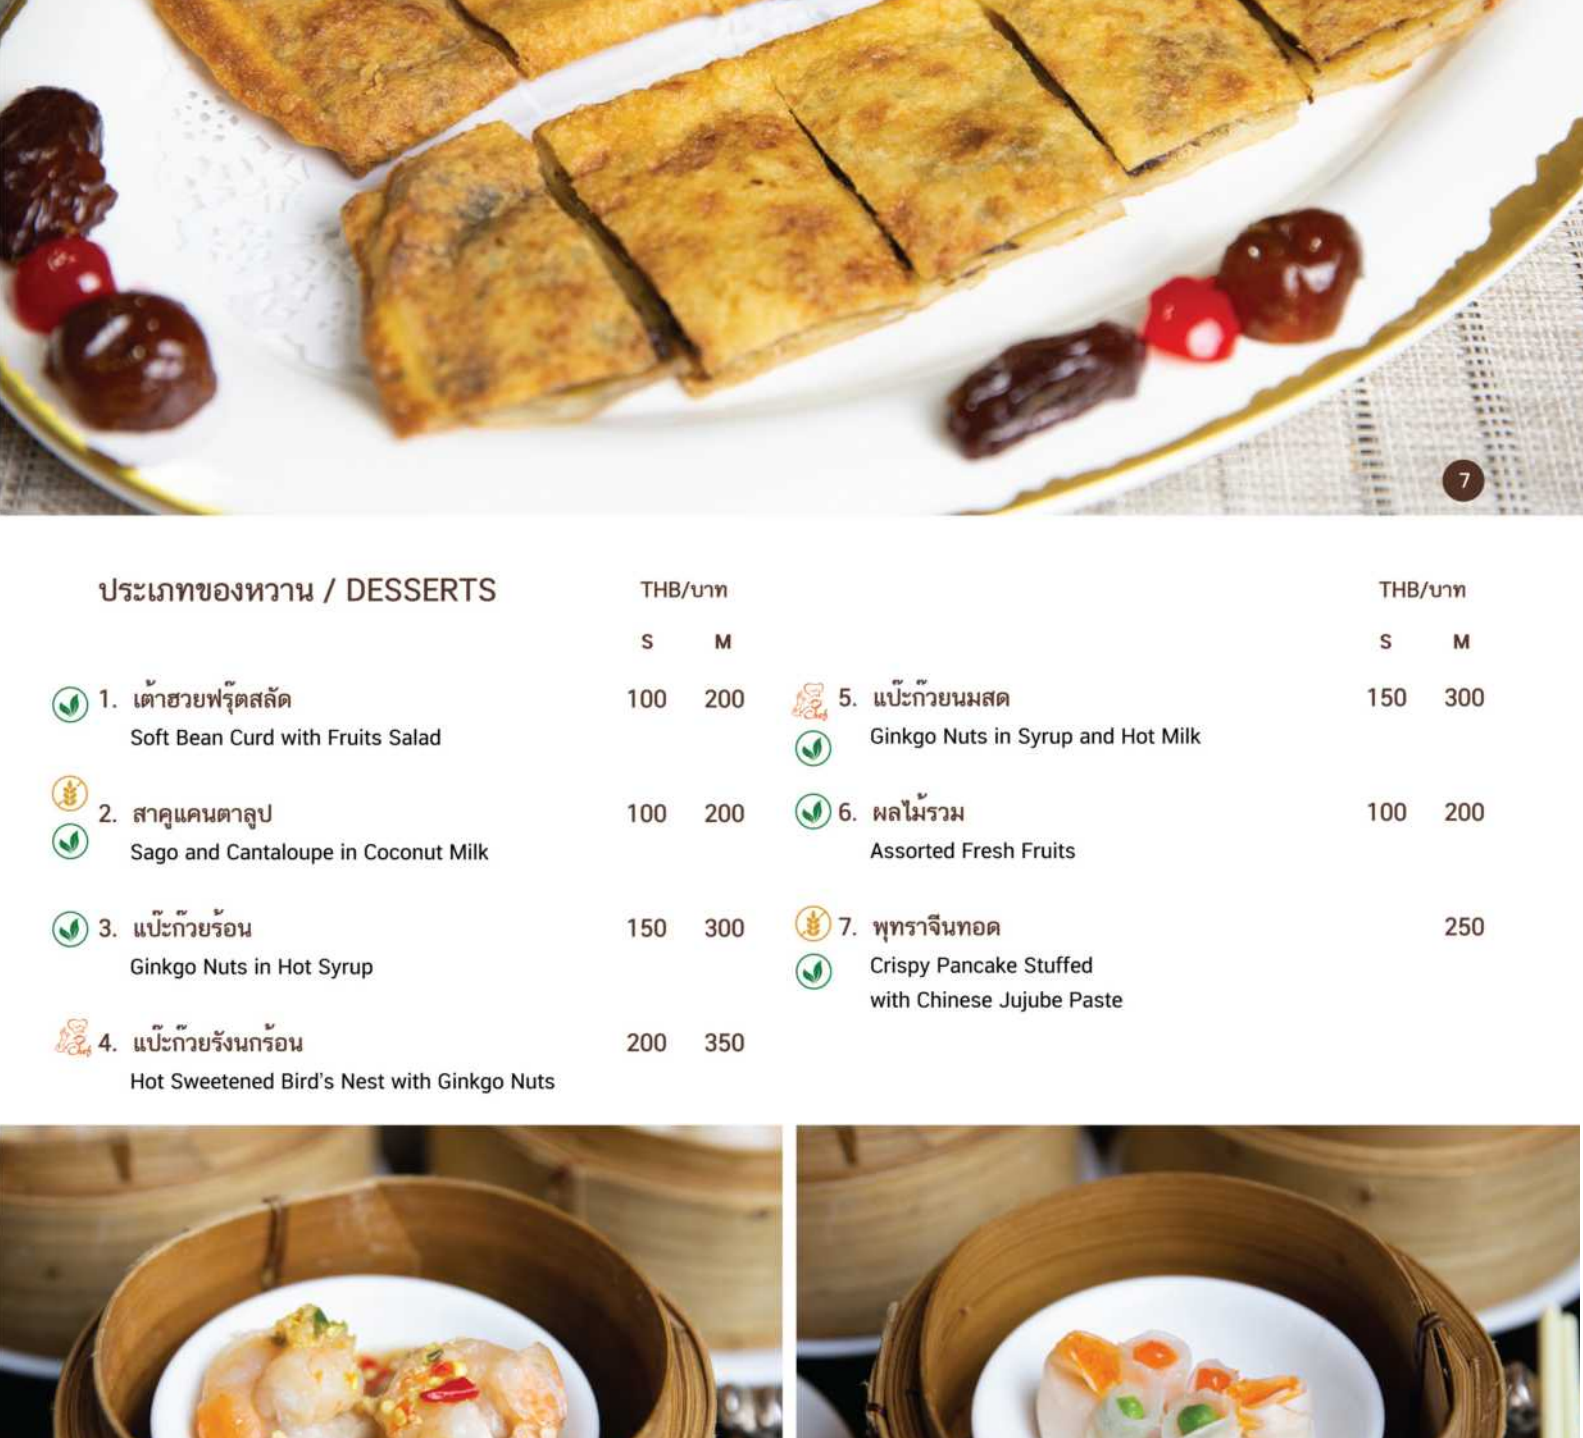 7
ประเภทของหวาน / DESSERTS THB/บาท
S M
1. เต้าฮวยฟรุ๊ตสลัด 100 200
Soft Bean Curd with Fruits Salad
2. สาคูแคนตาลูป 100 200
Sago and Cantaloupe in Coconut Milk
3. แป๊ะก๊วยร้อน 150 300
Ginkgo Nuts in Hot Syrup
Chef 4. แป๊ะก๊วยรังนกร้อน 200 350
Hot Sweetened Bird's Nest with Ginkgo Nuts
THB/บาท
S M
Chef 5. แป๊ะก๊วยนมสด 150 300
Ginkgo Nuts in Syrup and Hot Milk
6. ผลไม้รวม 100 200
Assorted Fresh Fruits
7. พุทราจีนทอด 250
Crispy Pancake Stuffed
with Chinese Jujube Paste